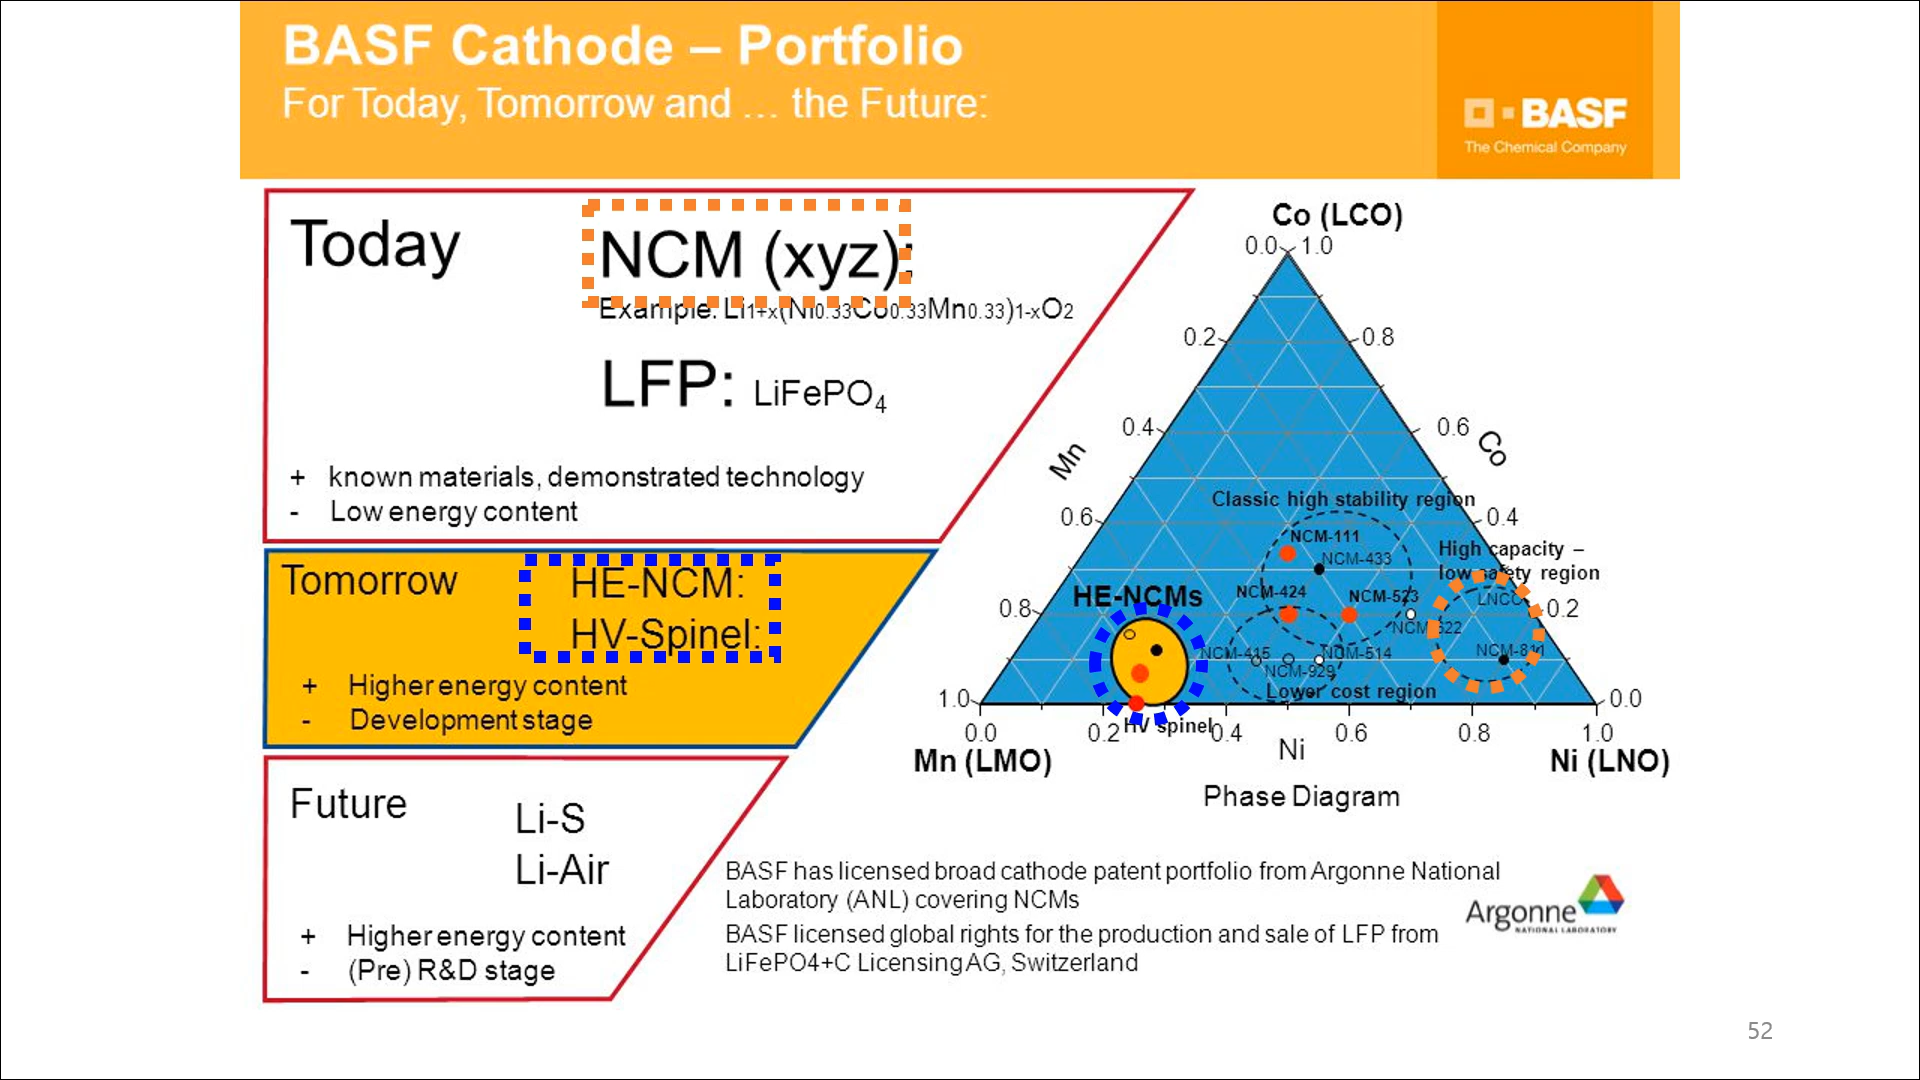 BASF Cathode – Portfolio
For Today, Tomorrow and … the Future:
BASF
The Chemical Company
Today
NCM (xyz):
Example: Li1+x(Ni0.33Co0.33Mn0.33)1-xO2
LFP: LiFePO4
+ known materials, demonstrated technology
- Low energy content
Tomorrow
HE-NCM:
HV-Spinel:
+ Higher energy content
- Development stage
Future
Li-S
Li-Air
+ Higher energy content
- (Pre) R&D stage
Co (LCO)
0.0 1.0
0.2 0.8
0.4 0.6
Mn Co
Classic high stability region
0.6 0.4
NCM-111
NCM-433
High capacity –
low safety region
HE-NCMs
NCM-424
NCM-523
LNCO
0.8 0.2
NCM-622
NCM-415
NCM-514
NCM-811
NCM-929
Lower cost region
1.0 0.0
HV spinel
0.0 0.2 0.4 0.6 0.8 1.0
Ni
Mn (LMO) Ni (LNO)
Phase Diagram
BASF has licensed broad cathode patent portfolio from Argonne National
Laboratory (ANL) covering NCMs
BASF licensed global rights for the production and sale of LFP from
LiFePO4+C Licensing AG, Switzerland
Argonne
NATIONAL LABORATORY
52